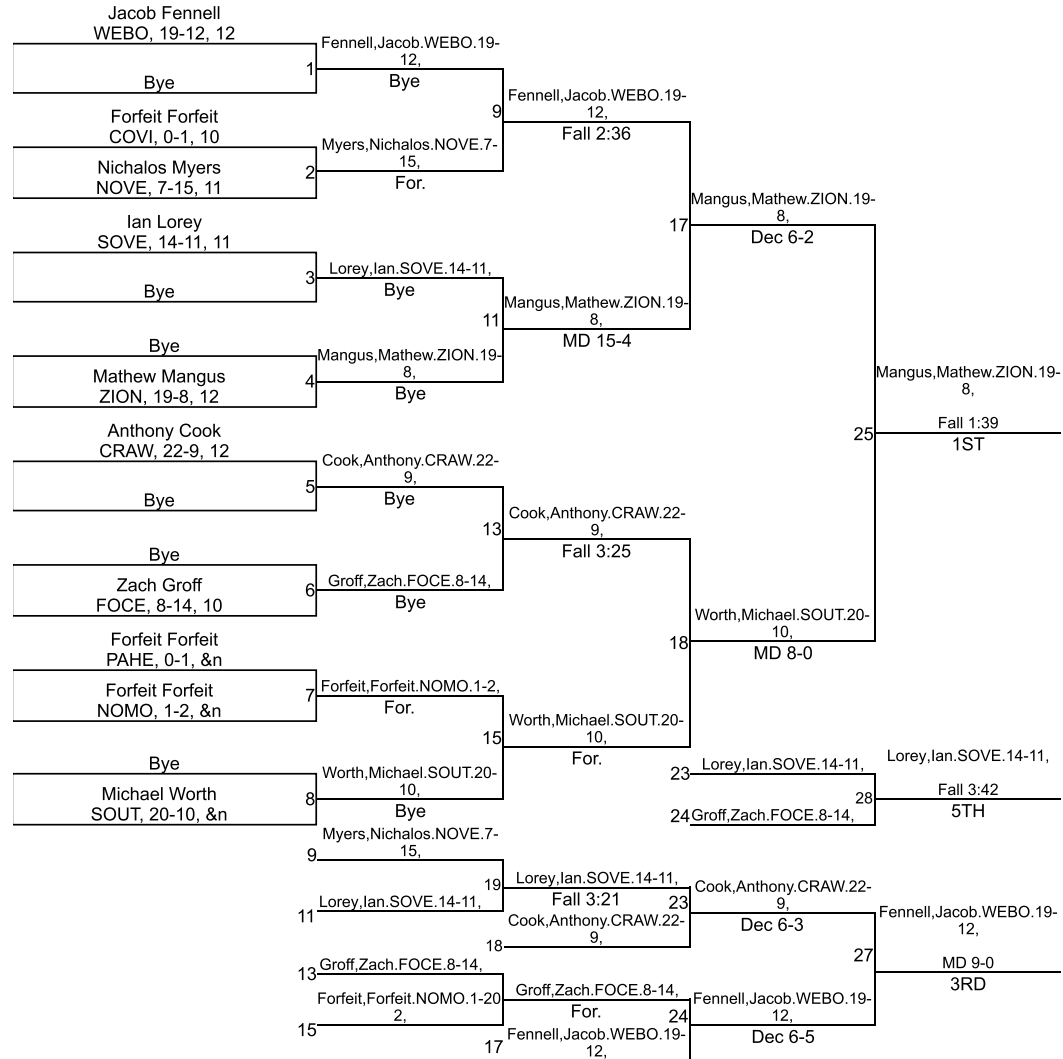 Jacob Fennell
WEBO, 19-12, 12
Bye
1
Fennell,Jacob.WEBO.19-
12,
Bye
Forfeit Forfeit
COVI, 0-1, 10
Nichalos Myers
NOVE, 7-15, 11
2
Myers,Nichalos.NOVE.7-
15,
For.
9
Fennell,Jacob.WEBO.19-
12,
Fall 2:36
Ian Lorey
SOVE, 14-11, 11
Bye
3
Lorey,Ian.SOVE.14-11,
Bye
Bye
Mathew Mangus
ZION, 19-8, 12
4
Mangus,Mathew.ZION.19-
8,
Bye
11
Mangus,Mathew.ZION.19-
8,
MD 15-4
17
Mangus,Mathew.ZION.19-
8,
Dec 6-2
Anthony Cook
CRAW, 22-9, 12
Bye
5
Cook,Anthony.CRAW.22-
9,
Bye
Bye
Zach Groff
FOCE, 8-14, 10
6
Groff,Zach.FOCE.8-14,
Bye
13
Cook,Anthony.CRAW.22-
9,
Fall 3:25
Forfeit Forfeit
PAHE, 0-1, &n
Forfeit Forfeit
NOMO, 1-2, &n
7
Forfeit,Forfeit.NOMO.1-2,
For.
Bye
Michael Worth
SOUT, 20-10, &n
8
Worth,Michael.SOUT.20-
10,
Bye
15
Worth,Michael.SOUT.20-
10,
For.
18
Worth,Michael.SOUT.20-
10,
MD 8-0
25
Mangus,Mathew.ZION.19-
8,
Fall 1:39
1ST
23
Lorey,Ian.SOVE.14-11,
24
Groff,Zach.FOCE.8-14,
28
Lorey,Ian.SOVE.14-11,
Fall 3:42
5TH
9
Myers,Nichalos.NOVE.7-
15,
11
Lorey,Ian.SOVE.14-11,
19
Lorey,Ian.SOVE.14-11,
Fall 3:21
18
Cook,Anthony.CRAW.22-
9,
23
Cook,Anthony.CRAW.22-
9,
Dec 6-3
13
Groff,Zach.FOCE.8-14,
15
Forfeit,Forfeit.NOMO.1-
2,
20
Groff,Zach.FOCE.8-14,
For.
17
Fennell,Jacob.WEBO.19-
12,
24
Fennell,Jacob.WEBO.19-
12,
Dec 6-5
27
Fennell,Jacob.WEBO.19-
12,
MD 9-0
3RD